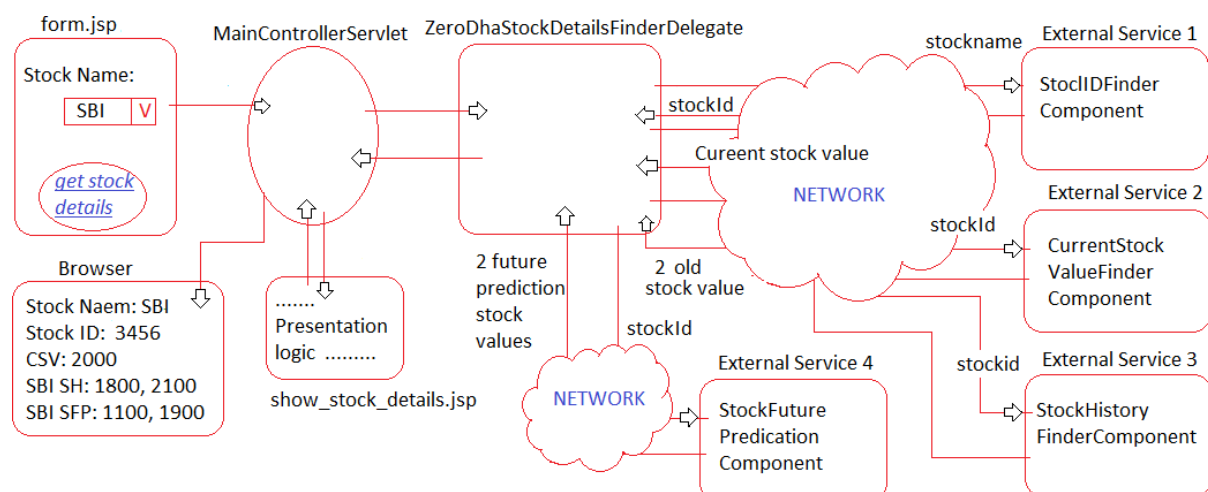 form.jsp
Stock Name:
SBI
V
get stock
details
MainControllerServlet
ZeroDhaStockDetailsFinderDelegate
stockname
External Service 1
StoclIDFinder
Component
stockId
Cureent stock value
NETWORK
External Service 2
stockId
CurrentStock
ValueFinder
Component
Browser
Stock Naem: SBI
Stock ID: 3456
CSV: 2000
SBI SH: 1800, 2100
SBI SFP: 1100, 1900
.......
Presentation
logic .........
show_stock_details.jsp
2 future
prediction
stock
values
2 old
stock value
stockId
NETWORK
External Service 4
StockFuture
Predication
Component
stockid
External Service 3
StockHistory
FinderComponent